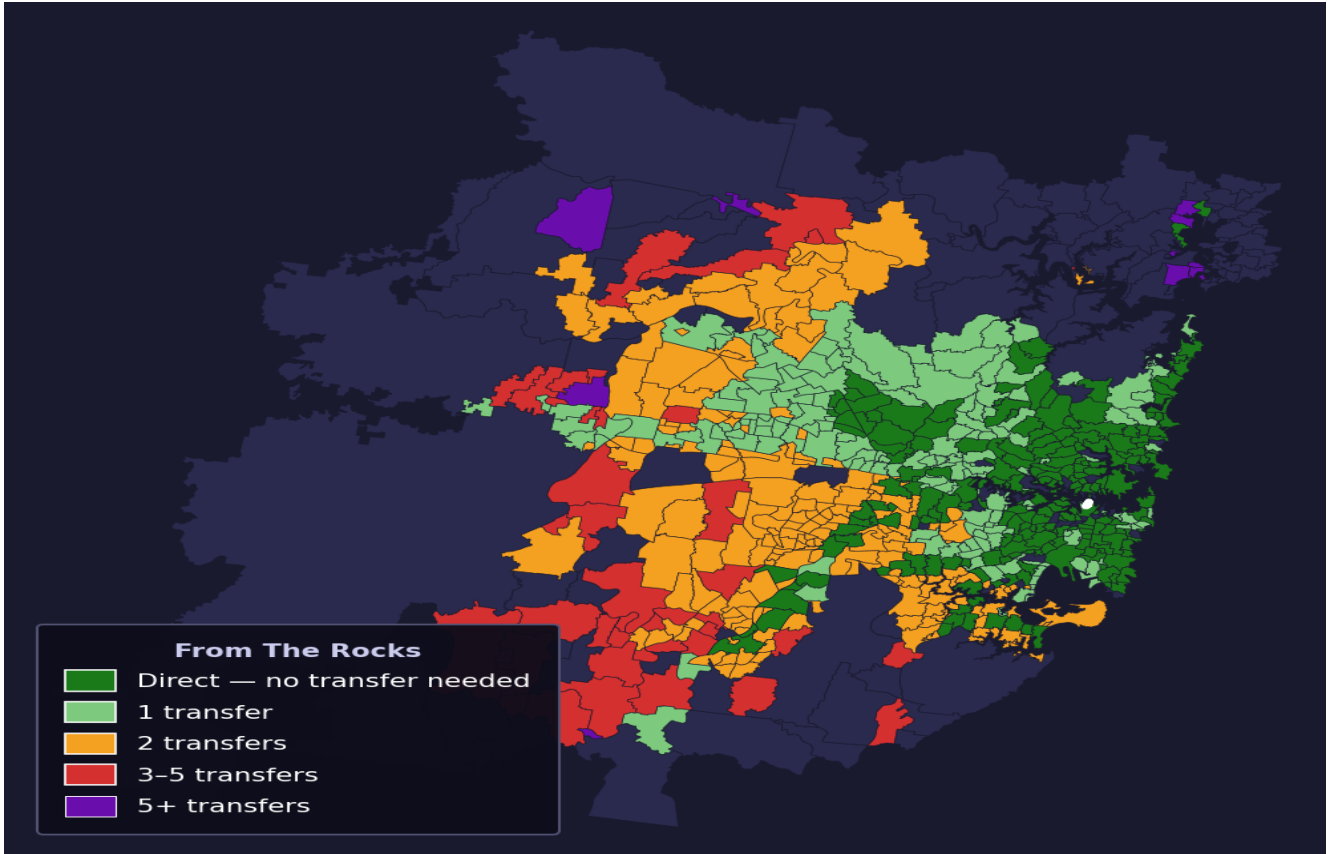 From The Rocks
Direct — no transfer needed
1 transfer
2 transfers
3–5 transfers
5+ transfers